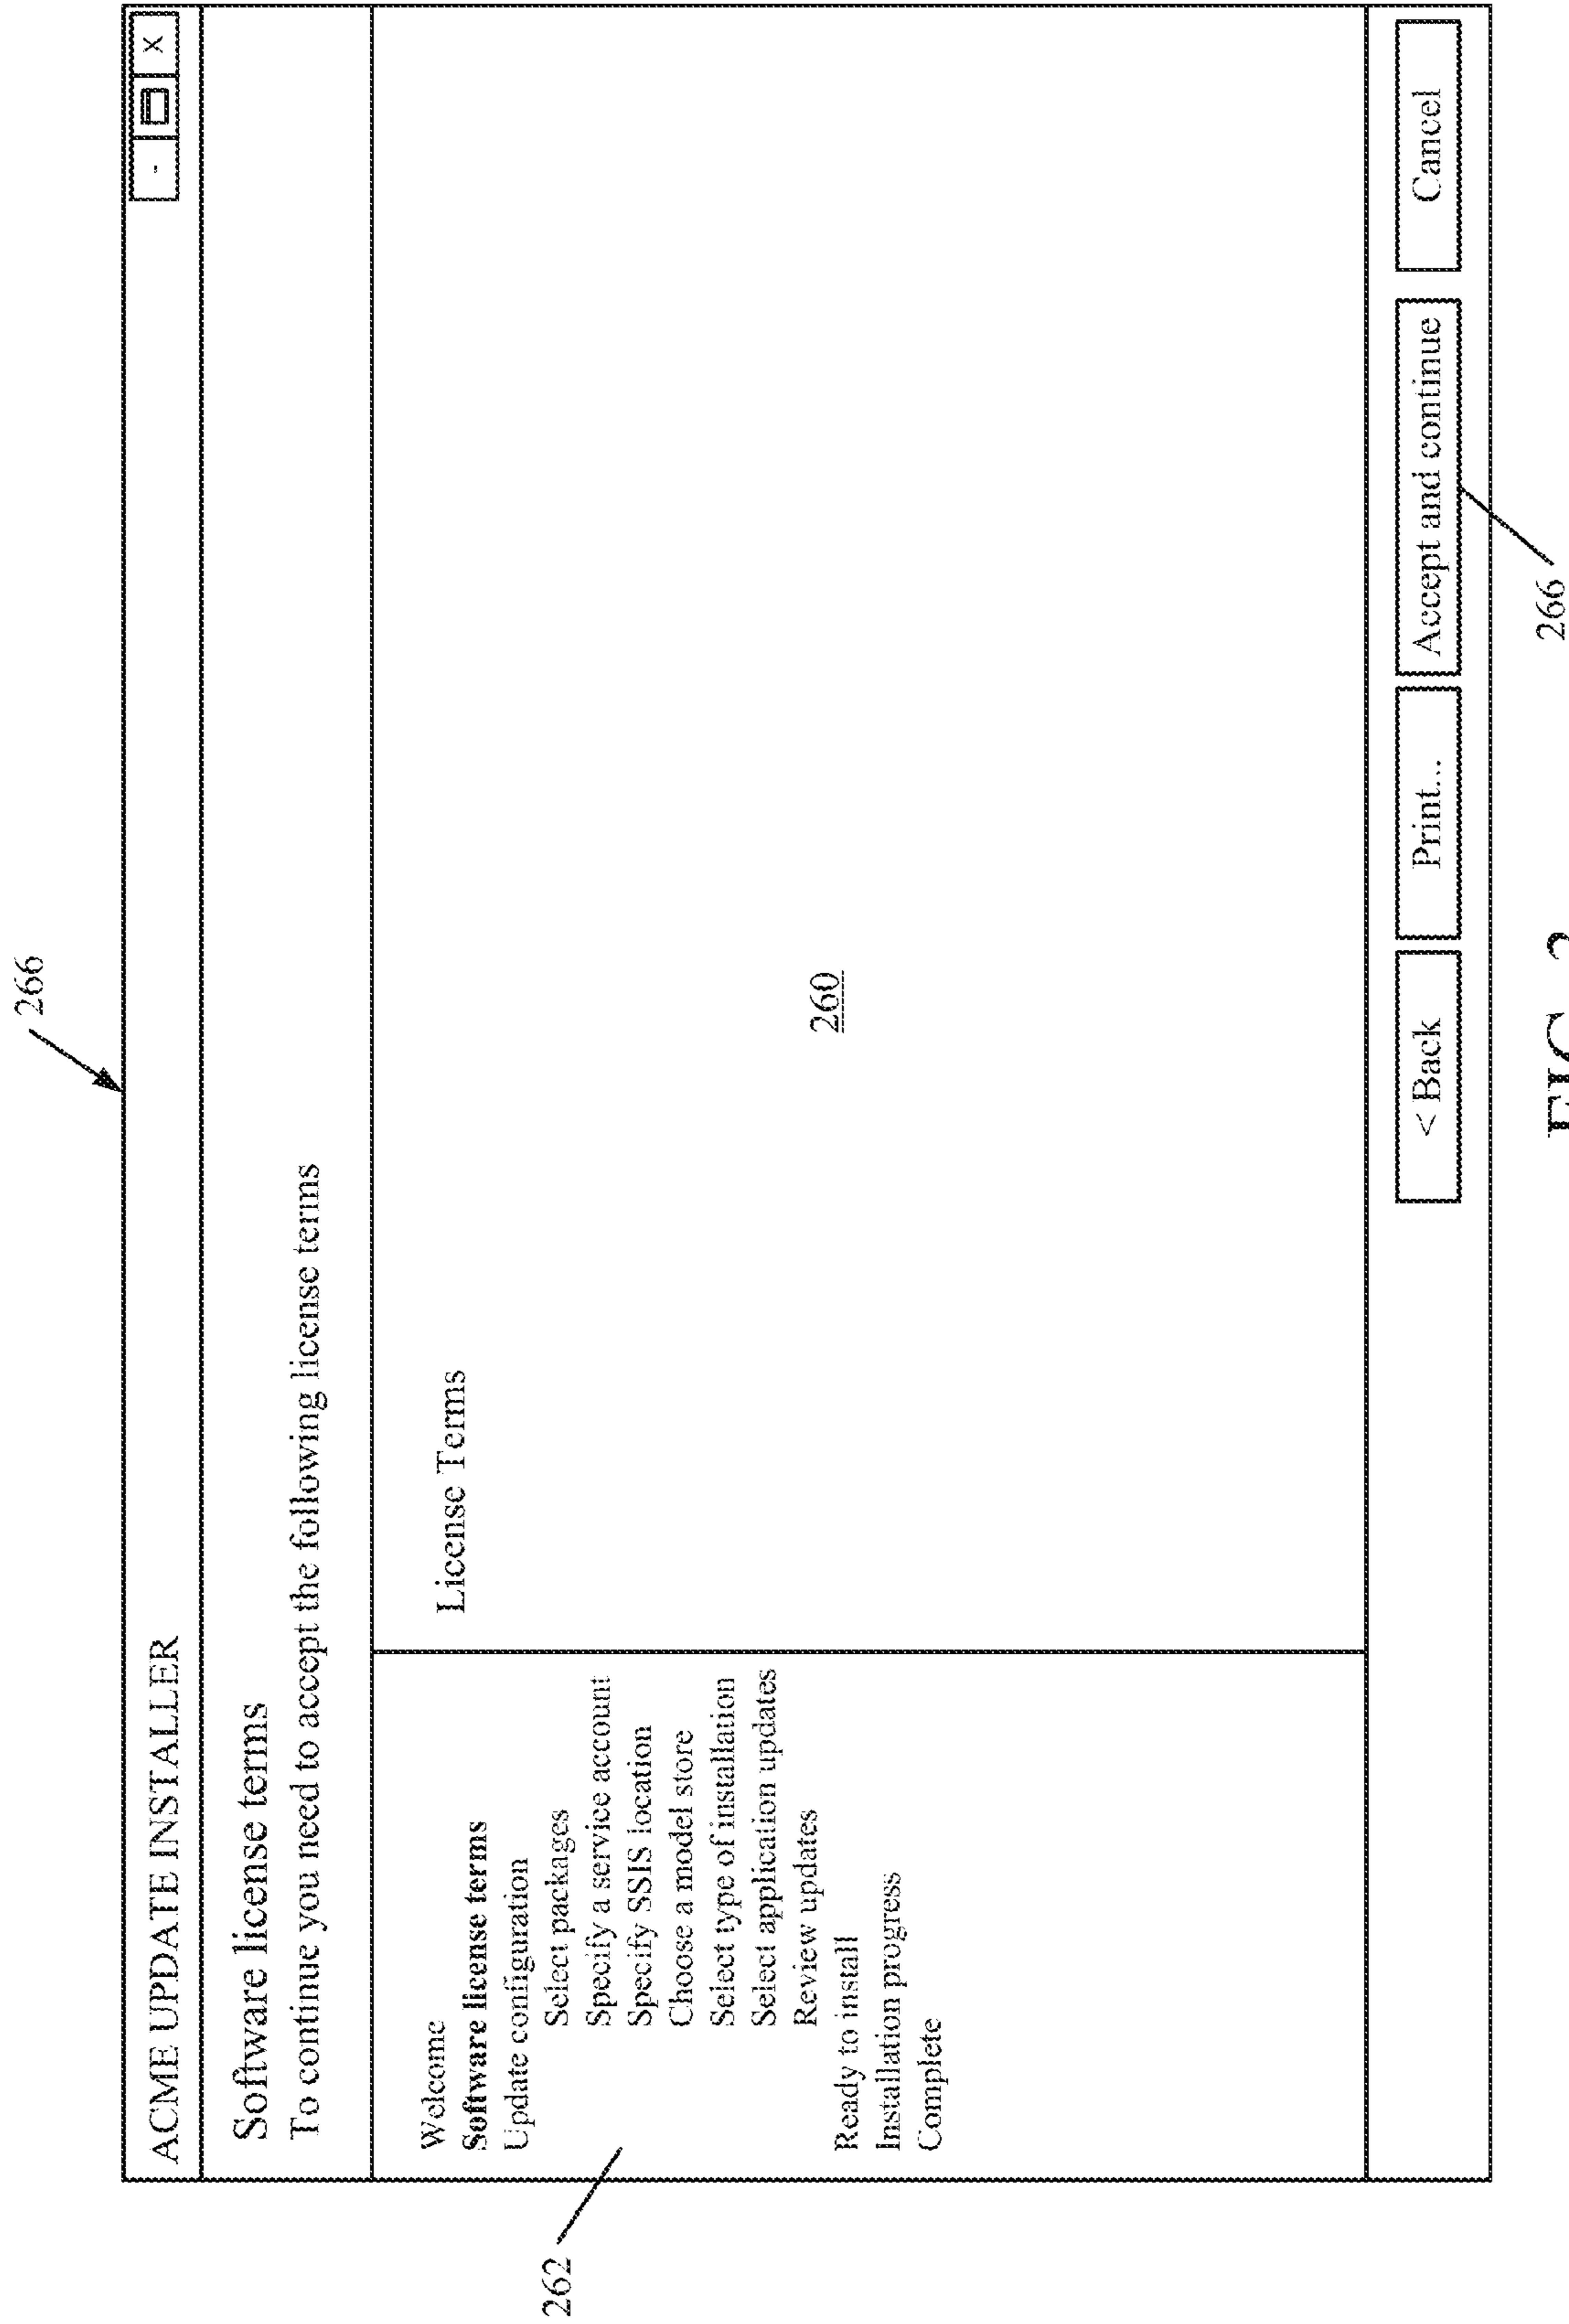 266
ACME UPDATE INSTALLER
- X
Software license terms
To continue you need to accept the following license terms
Welcome
Software license terms
Update configuration
Select packages
Specify a service account
Specify SSIS location
Choose a model store
Select type of installation
Select application updates
Review updates
Ready to install
Installation progress
Complete
262
License Terms
260
< Back
Print...
Accept and continue
Cancel
266